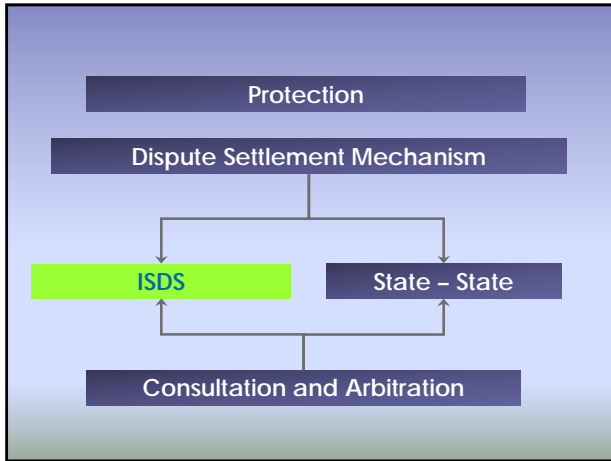 Protection
Dispute Settlement Mechanism
ISDS
State – State
Consultation and Arbitration